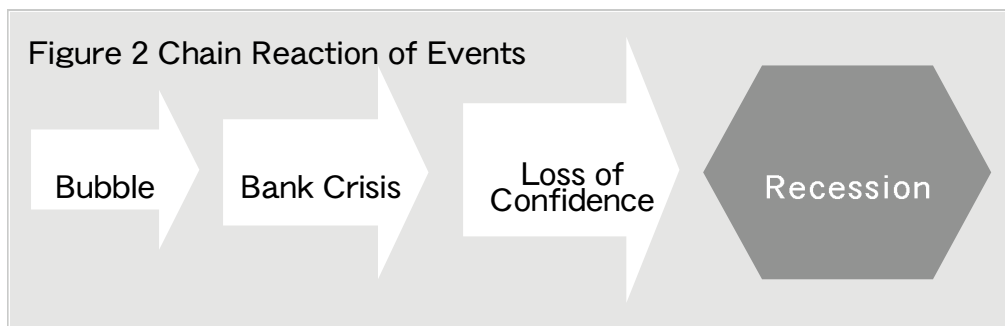 Figure 2 Chain Reaction of Events
Bubble
Bank Crisis
Loss of
Confidence
Recession